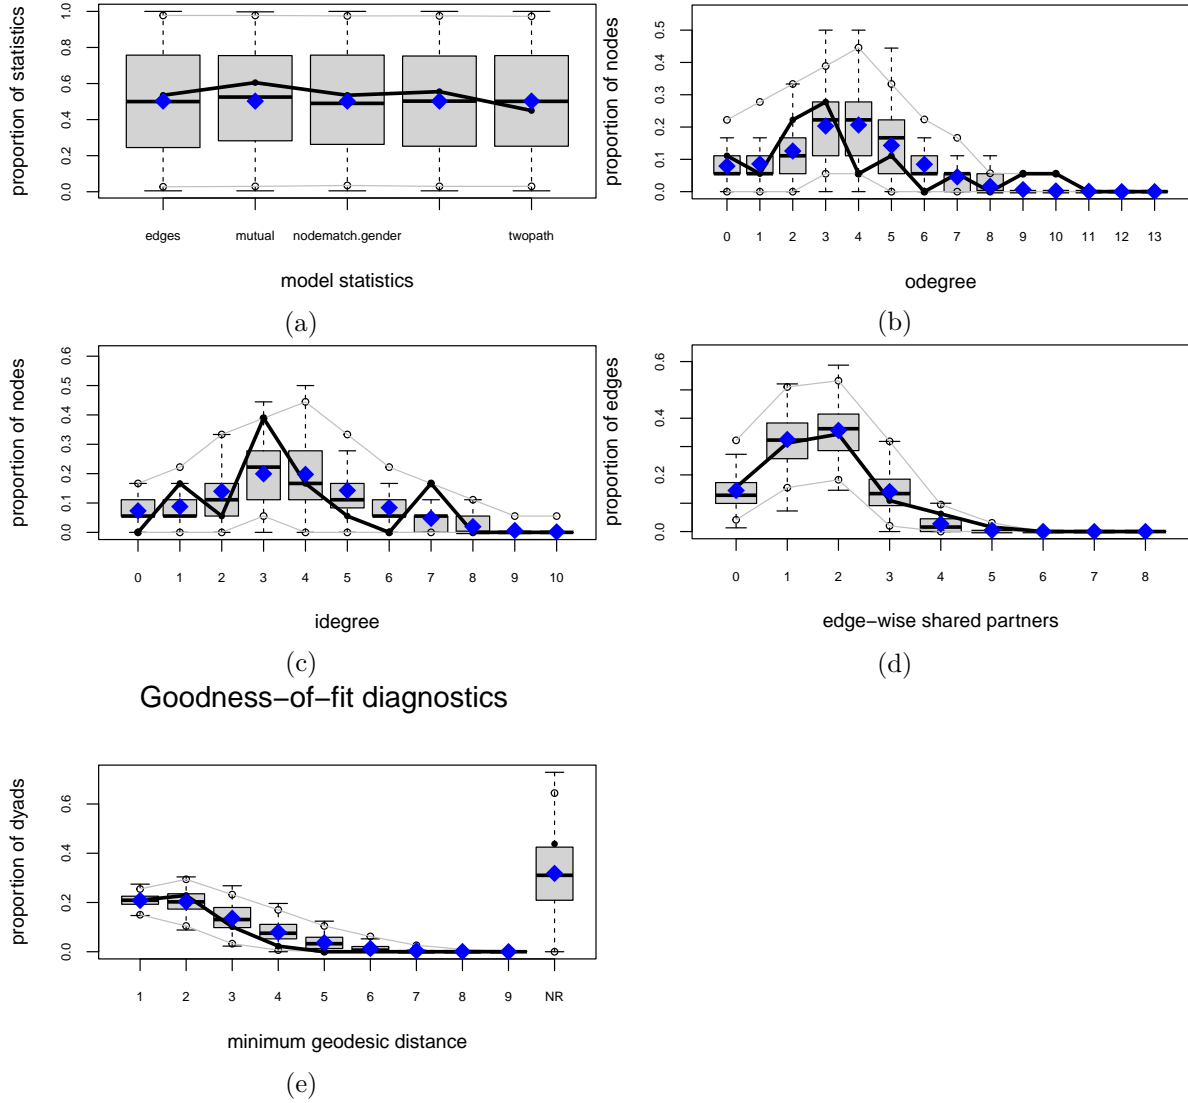 proportion of statistics
0.0 0.2 0.4 0.6 0.8 1.0
edges mutual nodematch.gender twopath
model statistics
(a)
proportion of nodes
0.0 0.1 0.2 0.3 0.4 0.5
0 1 2 3 4 5 6 7 8 9 10 11 12 13
odegree
(b)
proportion of nodes
0.0 0.1 0.2 0.3 0.4 0.5 0.6
0 1 2 3 4 5 6 7 8 9 10
idegree
(c)
proportion of edges
0.0 0.2 0.4 0.6
0 1 2 3 4 5 6 7 8
edge−wise shared partners
(d)
Goodness−of−fit diagnostics
proportion of dyads
0.0 0.2 0.4 0.6
1 2 3 4 5 6 7 8 9 NR
minimum geodesic distance
(e)